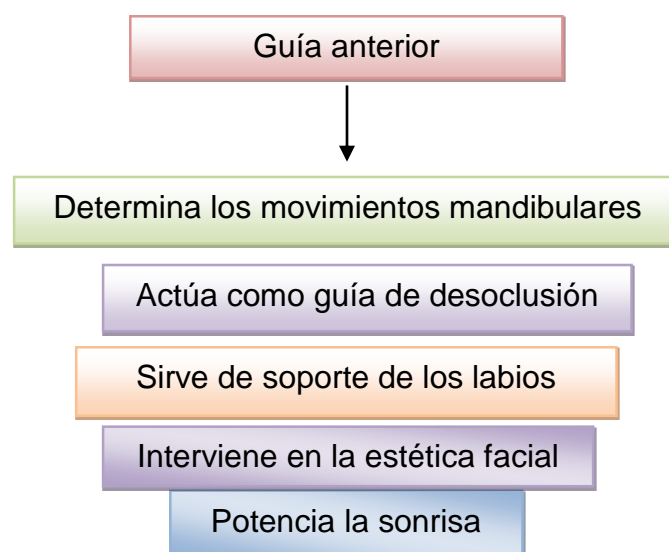 Guía anterior
Determina los movimientos mandibulares
Actúa como guía de desoclusión
Sirve de soporte de los labios
Interviene en la estética facial
Potencia la sonrisa